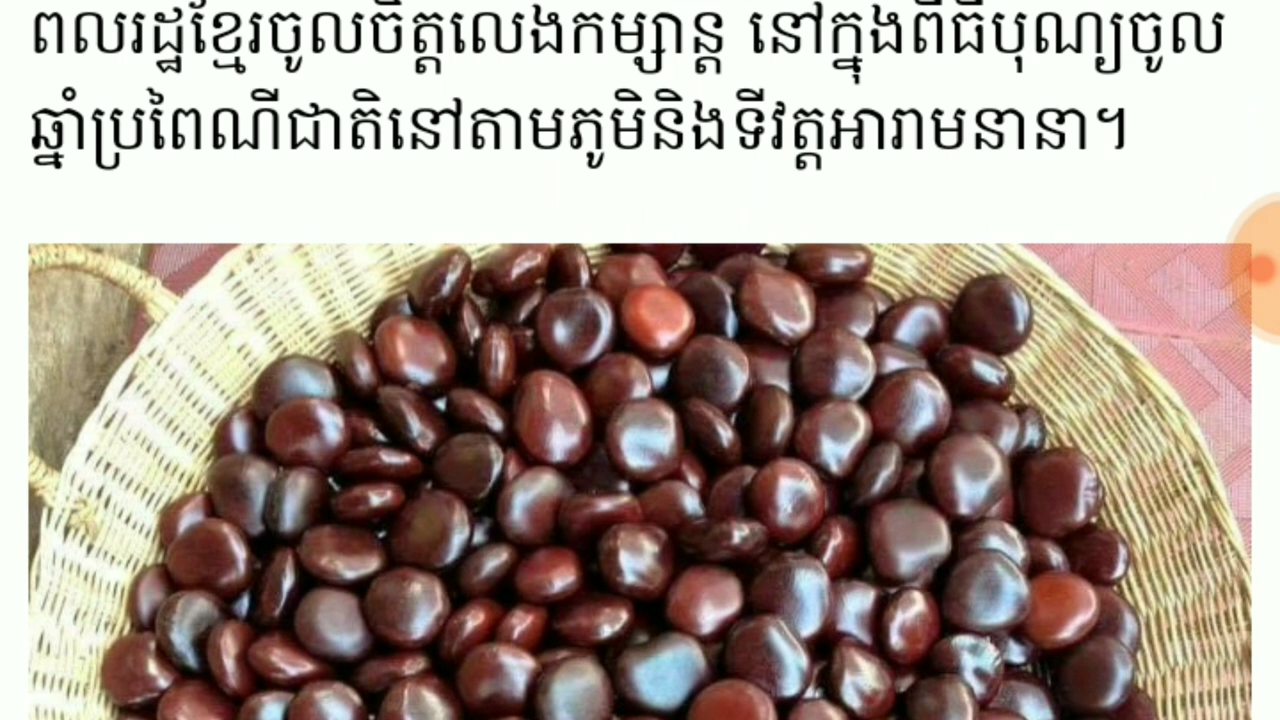 ពលរដ្ឋខ្មែរចូលចិត្តលេងកម្សាន្ត នៅក្នុងពិធីបុណ្យចូល
ឆ្នាំប្រពៃណីជាតិនៅតាមភូមិនិងទីវត្តអារាមនានា។